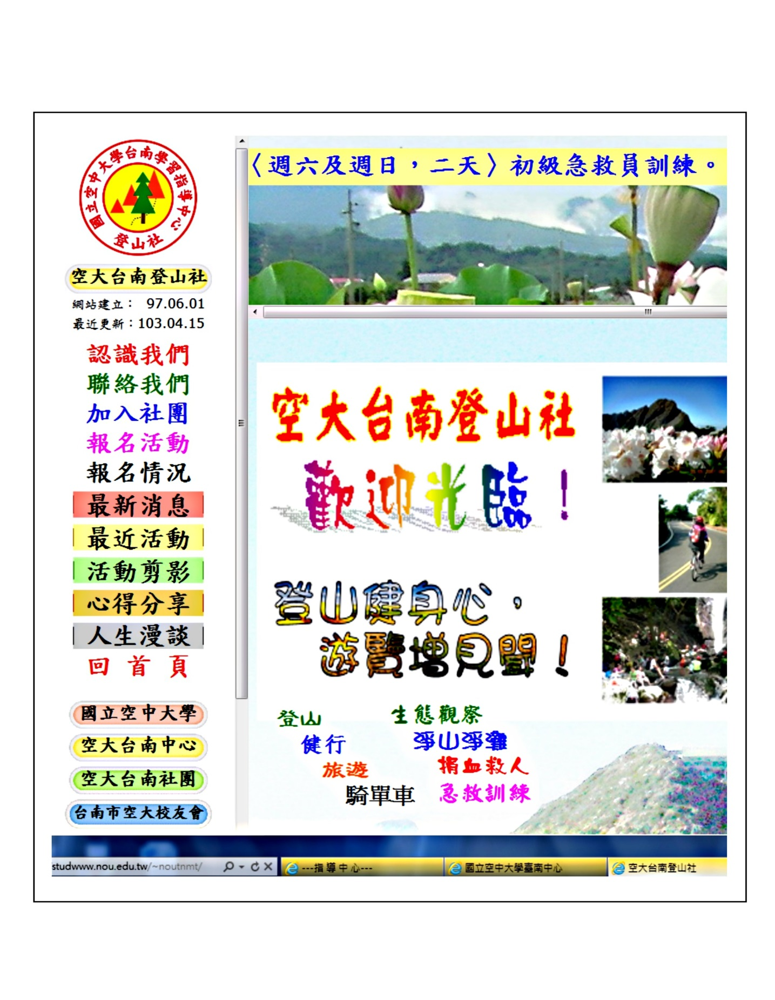 國立空中大學台南學習指導中心
登山社
空大台南登山社
網站建立： 97.06.01
最近更新：103.04.15
認識我們
聯絡我們
加入社團
報名活動
報名情況
最新消息
最近活動
活動剪影
心得分享
人生漫談
回首頁
國立空中大學
空大台南中心
空大台南社團
台南市空大校友會
〈週六及週日，二天〉初級急救員訓練。
空大台南登山社
歡迎光臨！
登山健身心，
遊覽增見聞！
登山
健行
旅遊
騎單車
生態觀察
淨山淨灘
捐血救人
急救訓練
studwww.nou.edu.tw/~noutnmt/
---指 導 中 心---
國立空中大學臺南中心
空大台南登山社